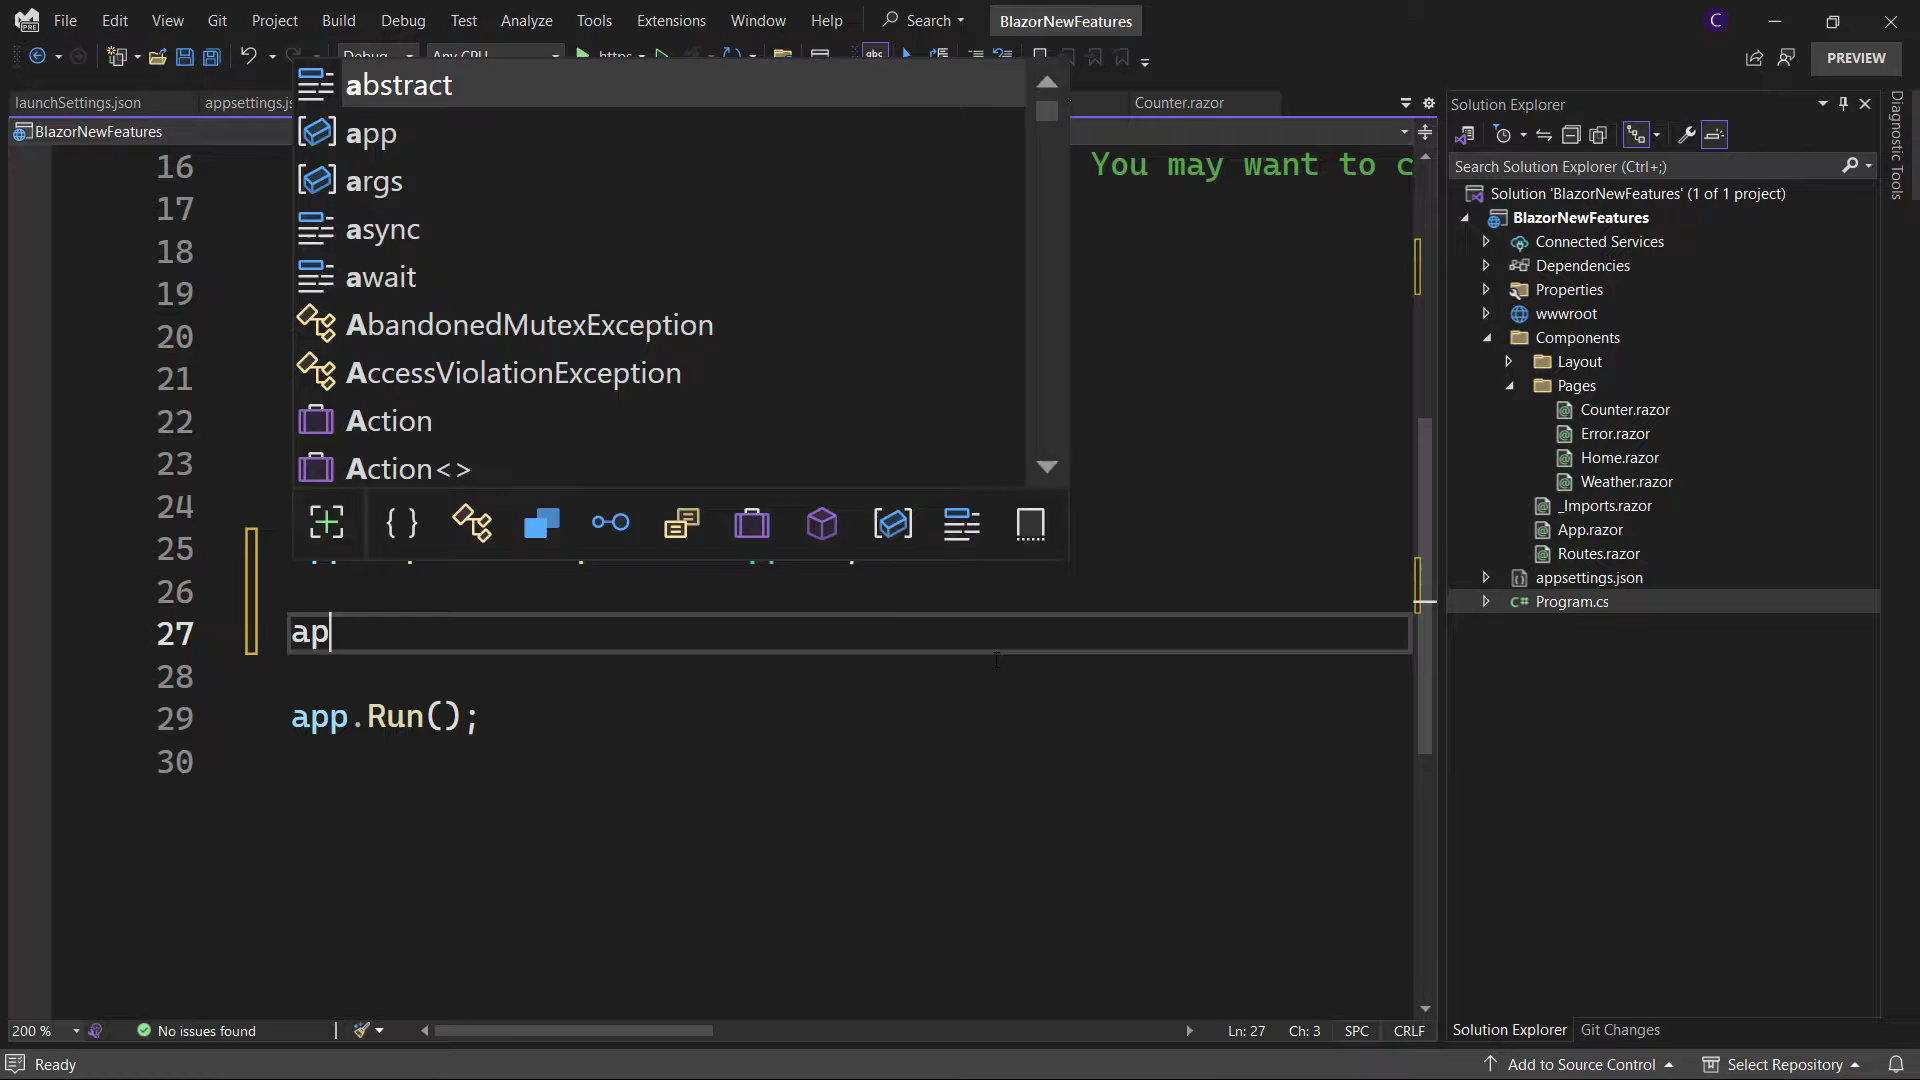 File Edit View Git Project Build Debug Test Analyze Tools Extensions Window Help Search BlazorNewFeatures C
Debug Any CPU https PREVIEW
launchSettings.json appsettings.js Counter.razor
BlazorNewFeatures
abstract
app
args
async
await
AbandonedMutexException
AccessViolationException
Action
Action<>
16 You may want to c
17
18
19
20
21
22
23
24
25
26
27 ap
28
29 app.Run();
30
200 % No issues found Ln: 27 Ch: 3 SPC CRLF
Solution Explorer
Search Solution Explorer (Ctrl+;)
Solution 'BlazorNewFeatures' (1 of 1 project)
BlazorNewFeatures
Connected Services
Dependencies
Properties
wwwroot
Components
Layout
Pages
Counter.razor
Error.razor
Home.razor
Weather.razor
_Imports.razor
App.razor
Routes.razor
appsettings.json
C# Program.cs
Solution Explorer Git Changes
Diagnostic Tools
Ready Add to Source Control Select Repository